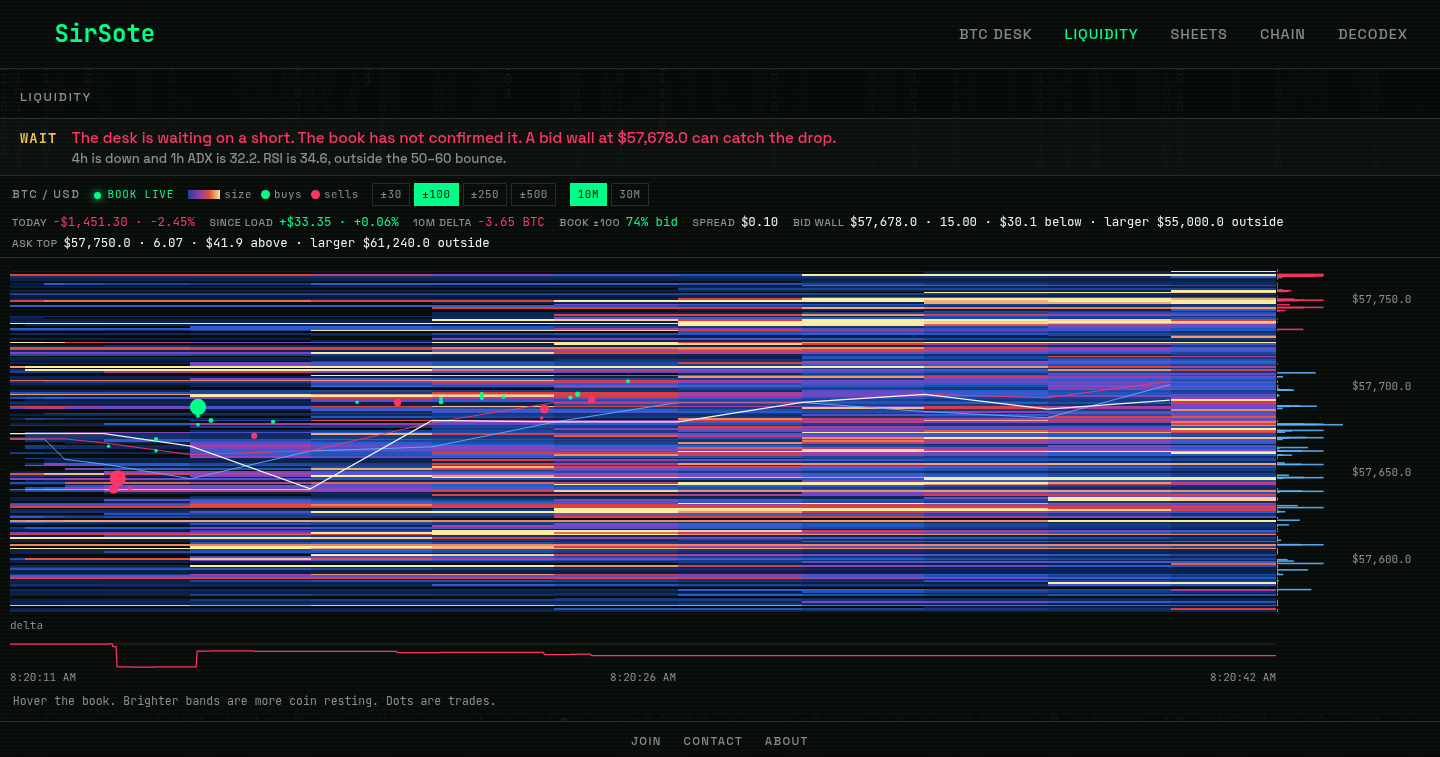 SirSote
BTC DESK LIQUIDITY SHEETS CHAIN DECODEX
LIQUIDITY
WAIT The desk is waiting on a short. The book has not confirmed it. A bid wall at $57,678.0 can catch the drop.
4h is down and 1h ADX is 32.2. RSI is 34.6, outside the 50–60 bounce.
BTC / USD BOOK LIVE size buys sells ±30 ±100 ±250 ±500 10M 30M
TODAY -$1,451.30 · -2.45% SINCE LOAD +$33.35 · +0.06% 10M DELTA -3.65 BTC BOOK ±100 74% bid SPREAD $0.10 BID WALL $57,678.0 · 15.00 · $30.1 below · larger $55,000.0 outside
ASK TOP $57,750.0 · 6.07 · $41.9 above · larger $61,240.0 outside
$57,750.0
$57,700.0
$57,650.0
$57,600.0
delta
8:20:11 AM 8:20:26 AM 8:20:42 AM
Hover the book. Brighter bands are more coin resting. Dots are trades.
JOIN CONTACT ABOUT